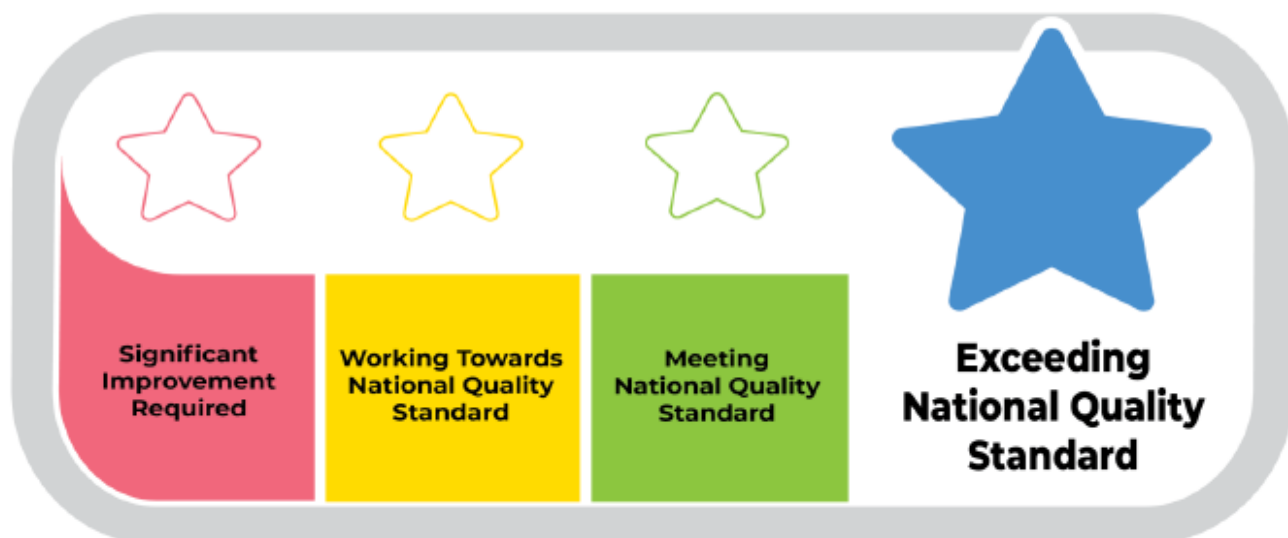 Significant
Improvement
Required
Working Towards
National Quality
Standard
Meeting
National Quality
Standard
Exceeding
National Quality
Standard